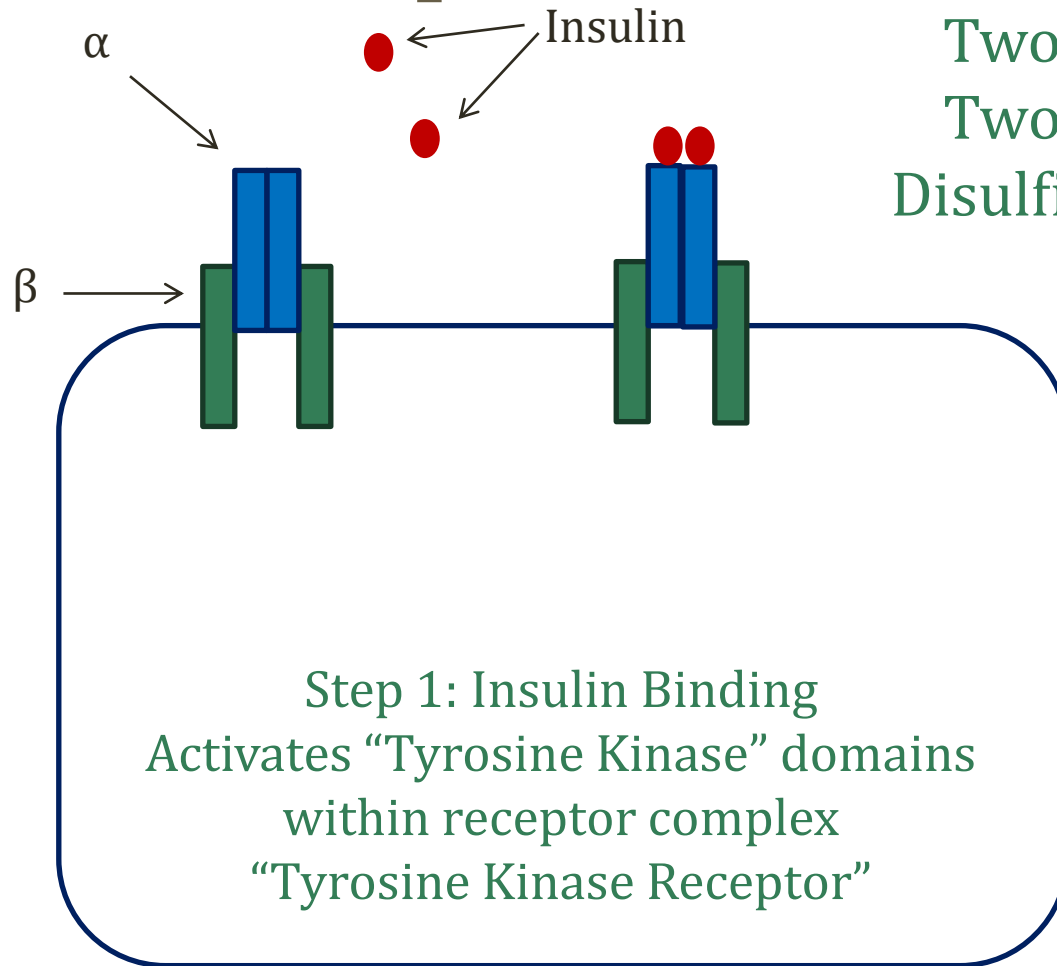 α
Insulin
Two
Two
Disulfi
β
Step 1: Insulin Binding
Activates “Tyrosine Kinase” domains
within receptor complex
“Tyrosine Kinase Receptor”